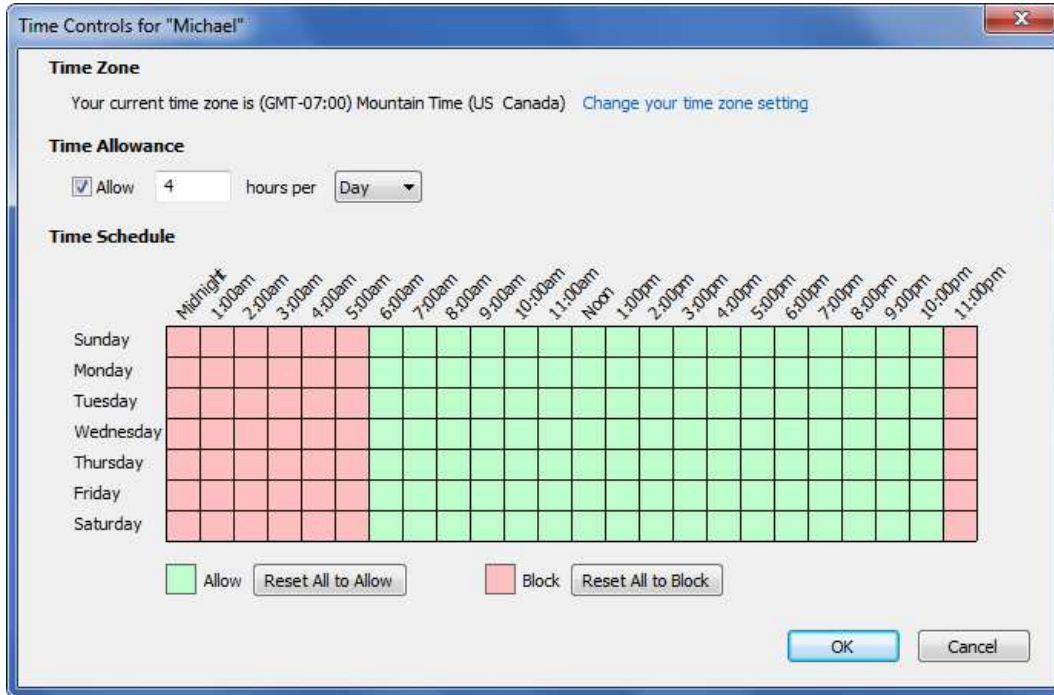 Time Controls for "Michael"
Time Zone
Your current time zone is (GMT-07:00) Mountain Time (US Canada) Change your time zone setting
Time Allowance
Allow 4 hours per Day
Time Schedule
Midnight 1:00am 2:00am 3:00am 4:00am 5:00am 6:00am 7:00am 8:00am 9:00am 10:00am 11:00am Noon 1:00pm 2:00pm 3:00pm 4:00pm 5:00pm 6:00pm 7:00pm 8:00pm 9:00pm 10:00pm 11:00pm
Sunday
Monday
Tuesday
Wednesday
Thursday
Friday
Saturday
Allow Reset All to Allow Block Reset All to Block
OK Cancel